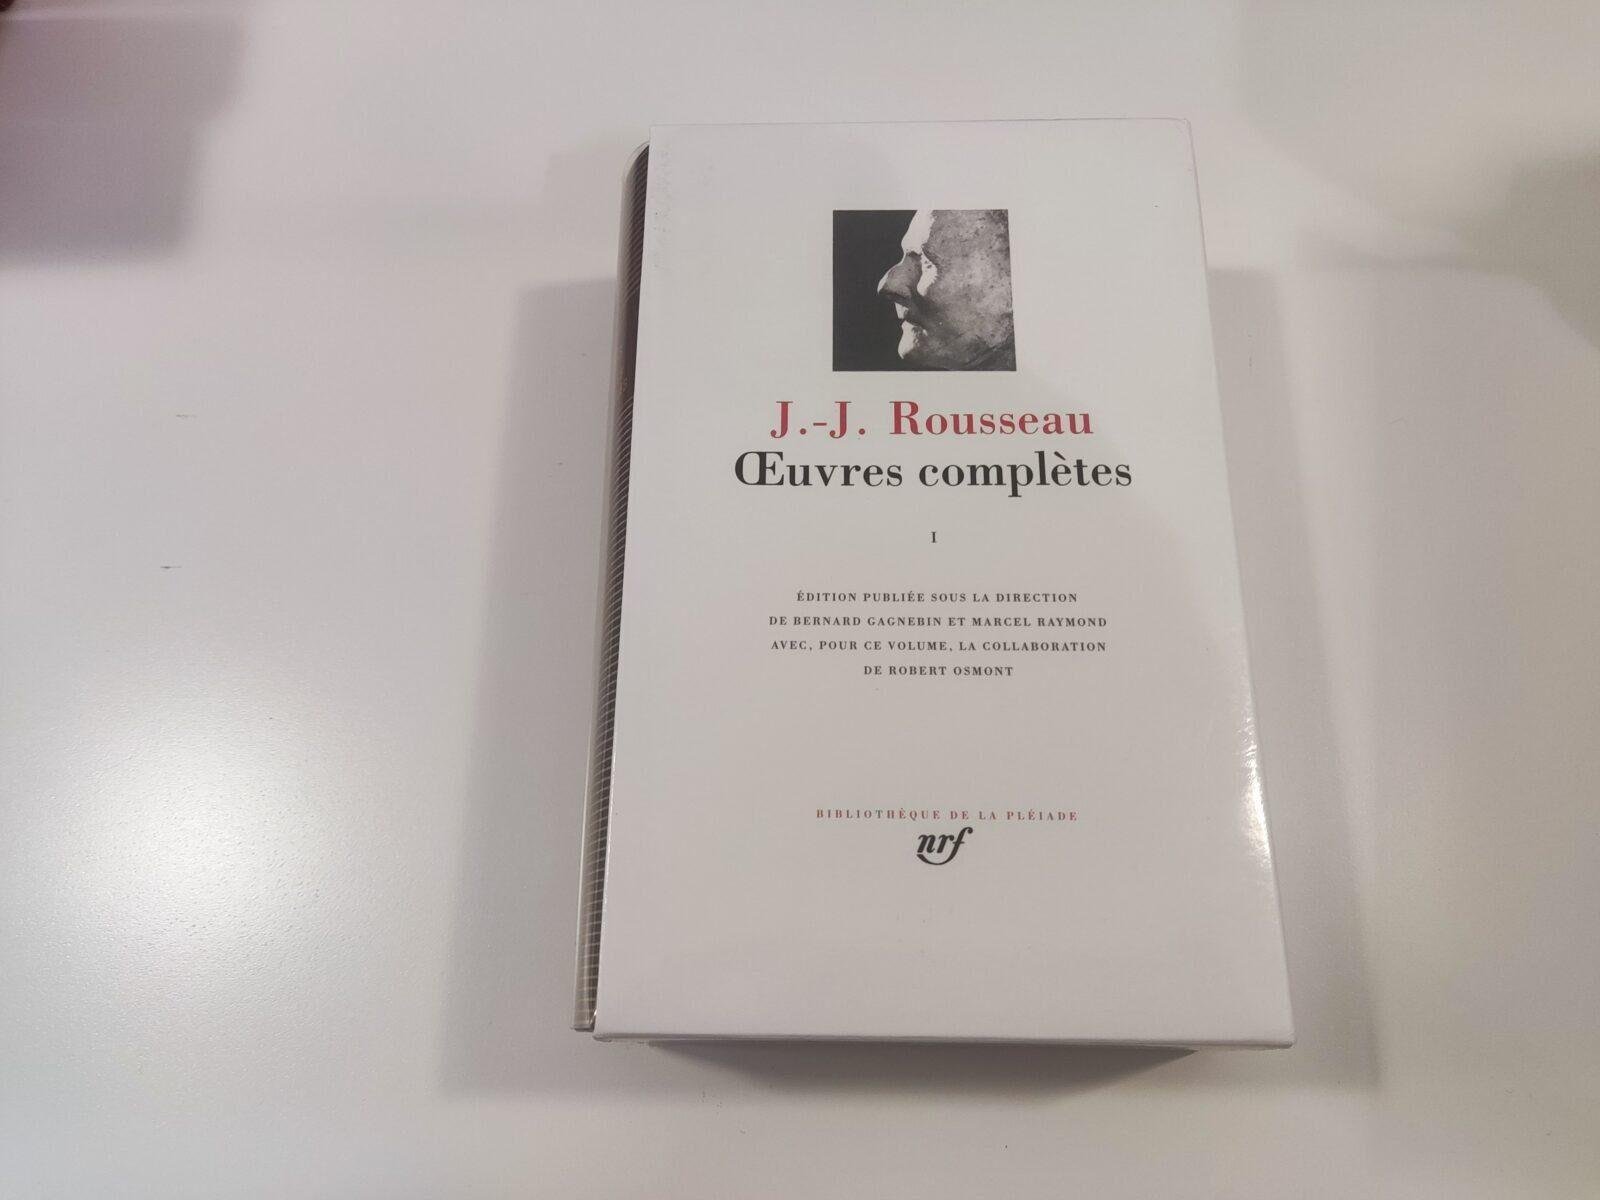 J.-J. Rousseau
Œuvres complètes
I
ÉDITION PUBLIÉE SOUS LA DIRECTION
DE BERNARD GAGNEBIN ET MARCEL RAYMOND
AVEC, POUR CE VOLUME, LA COLLABORATION
DE ROBERT OSMONT
BIBLIOTHÈQUE DE LA PLÉIADE
nrf